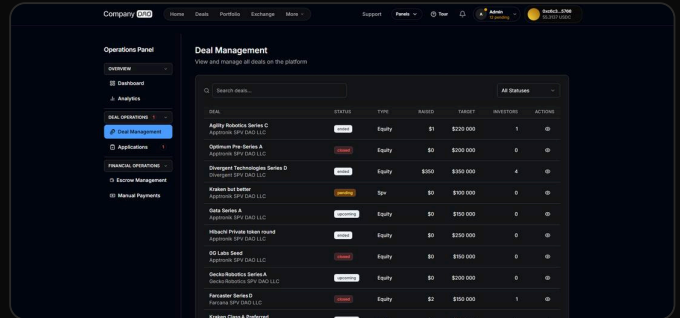 Company DAO
Home Deals Portfolio Exchange More
Support Panels Tour A Admin 12 pending 0xc6c3...5760 55.3137 USDC
Operations Panel
OVERVIEW
Dashboard
Analytics
DEAL OPERATIONS 1
Deal Management
Applications 1
FINANCIAL OPERATIONS
Escrow Management
Manual Payments
Deal Management
View and manage all deals on the platform
Search deals...
All Statuses
DEAL STATUS TYPE RAISED TARGET INVESTORS ACTIONS
Agility Robotics Series C
Apptronik SPV DAO LLC
ended Equity $1 $220 000 1
Optimum Pre-Series A
Apptronik SPV DAO LLC
closed Equity $0 $200 000 0
Divergent Technologies Series D
Divergent SPV DAO LLC
ended Equity $350 $350 000 4
Kraken but better
Apptronik SPV DAO LLC
pending Spv $0 $100 000 0
Gata Series A
Apptronik SPV DAO LLC
upcoming Equity $0 $150 000 0
Hibachi Private token round
Apptronik SPV DAO LLC
ended Equity $0 $250 000 0
0G Labs Seed
Apptronik SPV DAO LLC
closed Equity $0 $150 000 0
Gecko Robotics Series A
Gecko Robotics SPV DAO LLC
upcoming Equity $0 $200 000 0
Farcaster Series D
Farcana SPV DAO LLC
closed Equity $2 $150 000 1
Kraken Class A Preferred